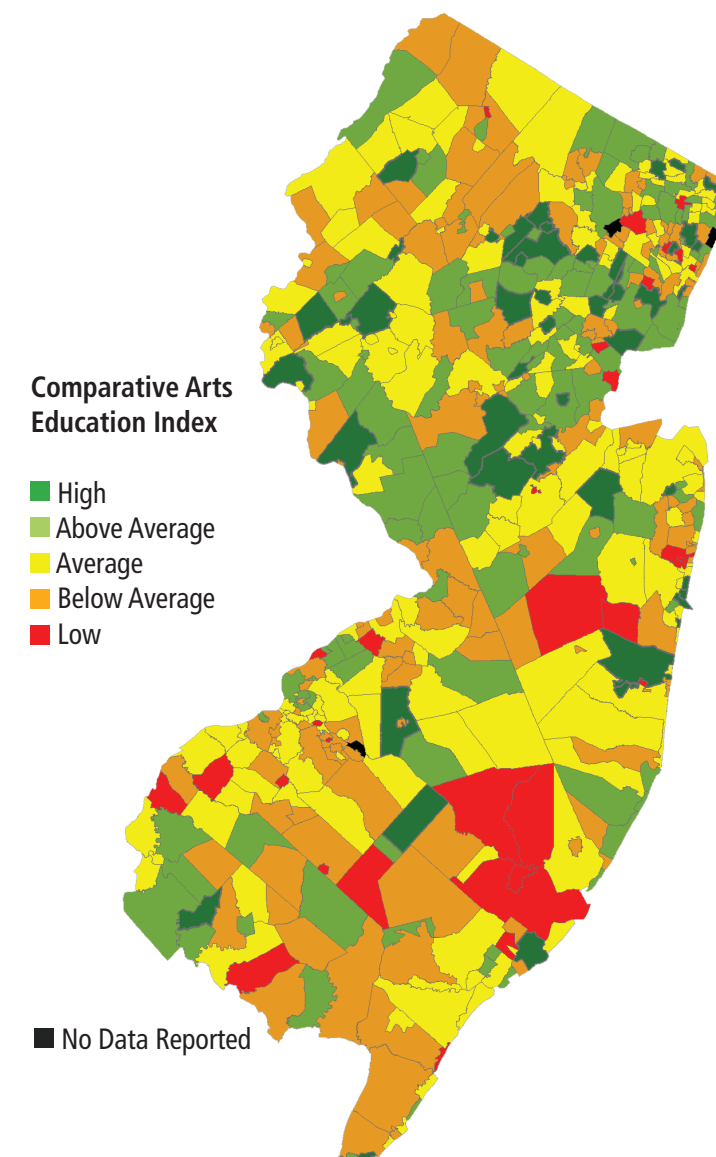 Comparative Arts
Education Index
High
Above Average
Average
Below Average
Low
No Data Reported